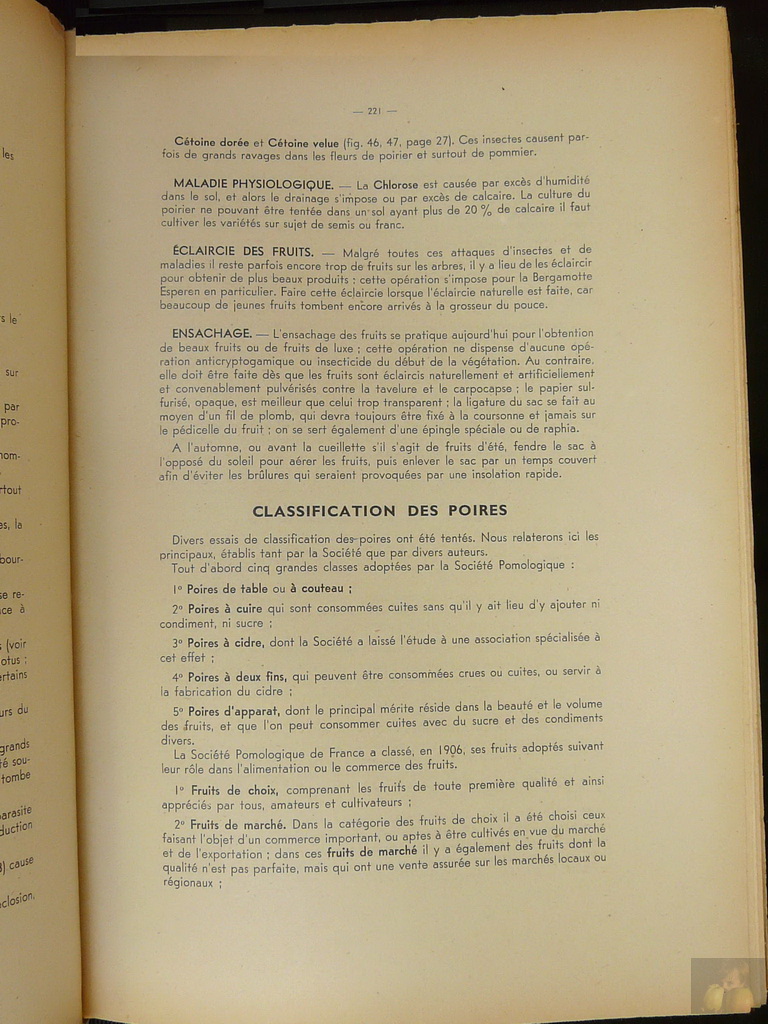 les
s le
sur
par
pro-
nom-
rtout
es, la
bour-
se re-
ce à
(voir
otus :
ertains
urs du
grands
té sou-
tombe
arasite
duction
cause
closion,
— 221 —
Cétoine dorée et Cétoine velue (fig. 46, 47, page 27). Ces insectes causent par-
fois de grands ravages dans les fleurs de poirier et surtout de pommier.
MALADIE PHYSIOLOGIQUE. — La Chlorose est causée par excès d'humidité
dans le sol, et alors le drainage s'impose ou par excès de calcaire. La culture du
poirier ne pouvant être tentée dans un sol ayant plus de 20 % de calcaire il faut
cultiver les variétés sur sujet de semis ou franc.
ÉCLAIRCIE DES FRUITS. — Malgré toutes ces attaques d'insectes et de
maladies il reste parfois encore trop de fruits sur les arbres, il y a lieu de les éclaircir
pour obtenir de plus beaux produits ; cette opération s'impose pour la Bergamotte
Esperen en particulier. Faire cette éclaircie lorsque l'éclaircie naturelle est faite, car
beaucoup de jeunes fruits tombent encore arrivés à la grosseur du pouce.
ENSACHAGE. — L'ensachage des fruits se pratique aujourd'hui pour l'obtention
de beaux fruits ou de fruits de luxe ; cette opération ne dispense d'aucune opé-
ration anticryptogamique ou insecticide du début de la végétation. Au contraire,
elle doit être faite dès que les fruits sont éclaircis naturellement et artificiellement
et convenablement pulvérisés contre la tavelure et le carpocapse ; le papier sul-
furisé, opaque, est meilleur que celui trop transparent ; la ligature du sac se fait au
moyen d'un fil de plomb, qui devra toujours être fixé à la coursonne et jamais sur
le pédicelle du fruit ; on se sert également d'une épingle spéciale ou de raphia.
A l'automne, ou avant la cueillette s'il s'agit de fruits d'été, fendre le sac à
l'opposé du soleil pour aérer les fruits, puis enlever le sac par un temps couvert
afin d'éviter les brûlures qui seraient provoquées par une insolation rapide.
CLASSIFICATION DES POIRES
Divers essais de classification des poires ont été tentés. Nous relaterons ici les
principaux, établis tant par la Société que par divers auteurs.
Tout d'abord cinq grandes classes adoptées par la Société Pomologique :
1° Poires de table ou à couteau ;
2° Poires à cuire qui sont consommées cuites sans qu'il y ait lieu d'y ajouter ni
condiment, ni sucre ;
3° Poires à cidre, dont la Société a laissé l'étude à une association spécialisée à
cet effet ;
4° Poires à deux fins, qui peuvent être consommées crues ou cuites, ou servir à
la fabrication du cidre ;
5° Poires d'apparat, dont le principal mérite réside dans la beauté et le volume
des fruits, et que l'on peut consommer cuites avec du sucre et des condiments
divers.
La Société Pomologique de France a classé, en 1906, ses fruits adoptés suivant
leur rôle dans l'alimentation ou le commerce des fruits.
1° Fruits de choix, comprenant les fruits de toute première qualité et ainsi
appréciés par tous, amateurs et cultivateurs ;
2° Fruits de marché. Dans la catégorie des fruits de choix il a été choisi ceux
faisant l'objet d'un commerce important, ou aptes à être cultivés en vue du marché
et de l'exportation ; dans ces fruits de marché il y a également des fruits dont la
qualité n'est pas parfaite, mais qui ont une vente assurée sur les marchés locaux ou
régionaux ;